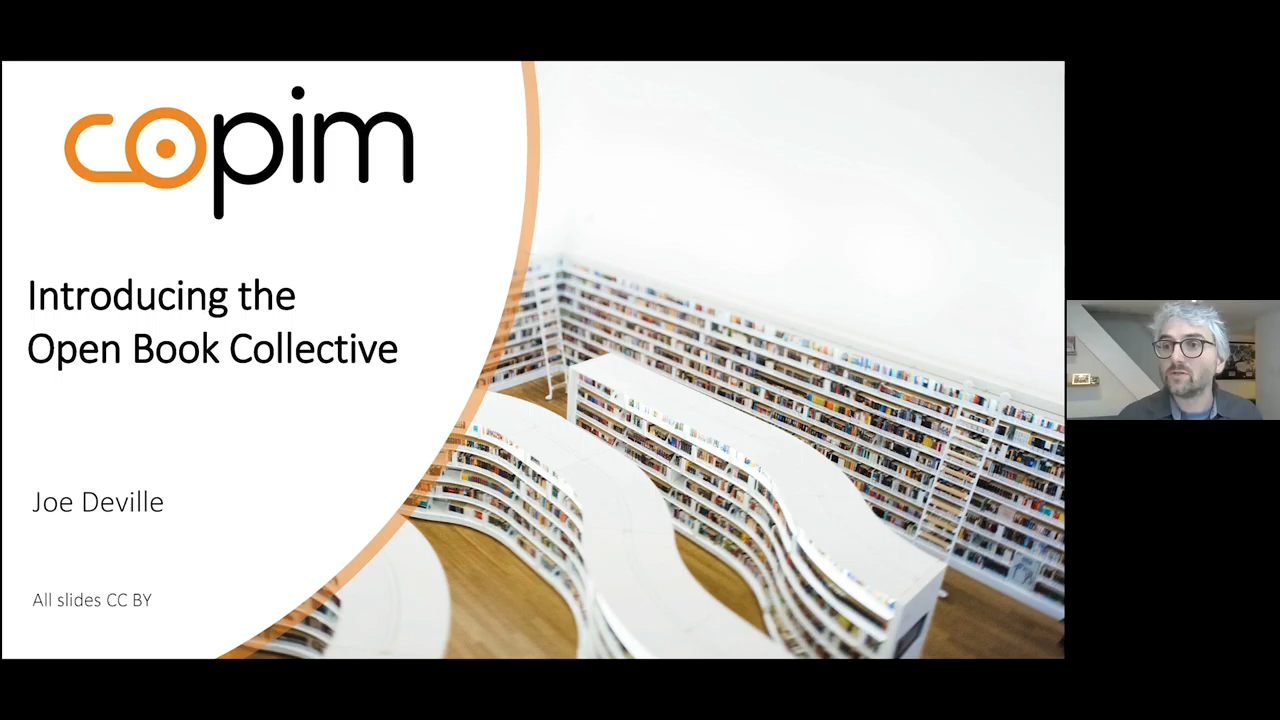 copim
Introducing the
Open Book Collective
Joe Deville
All slides CC BY